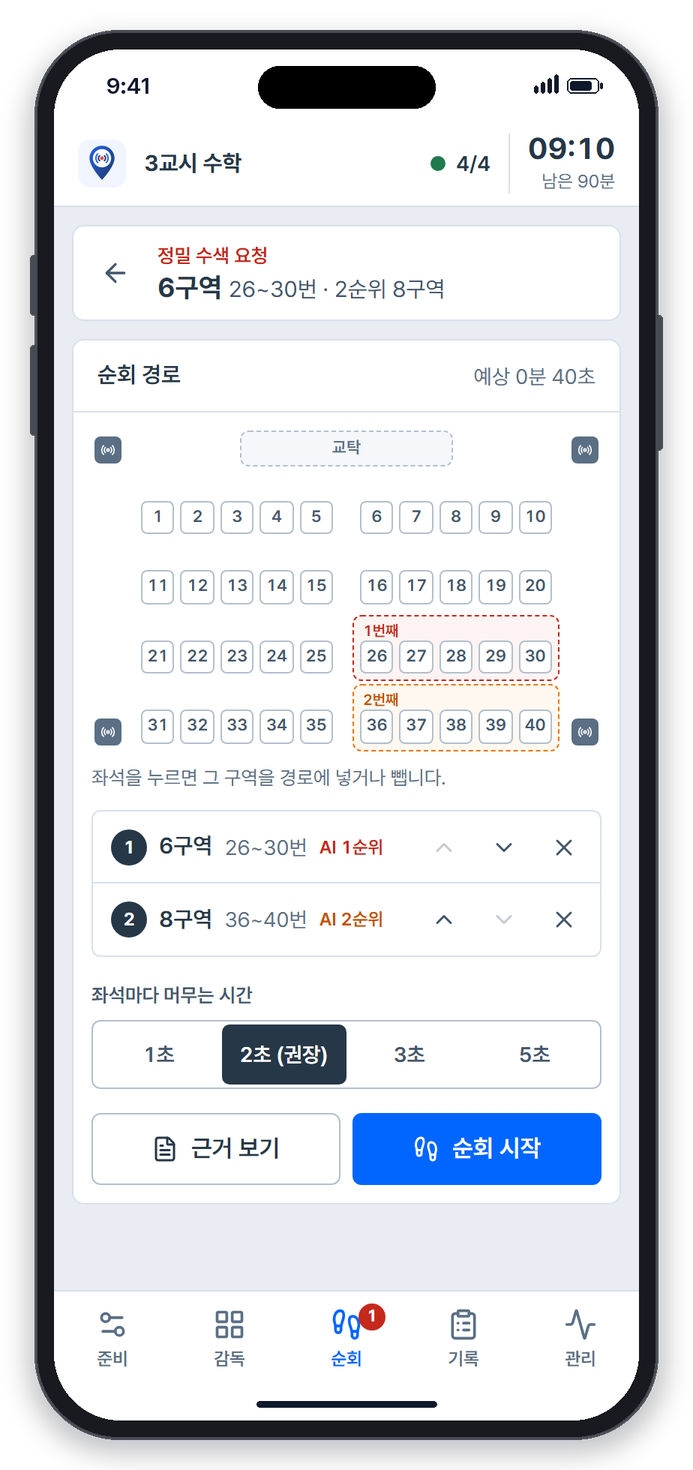 9:41
3교시 수학
4/4
09:10
남은 90분
정밀 수색 요청
6구역 26~30번 · 2순위 8구역
순회 경로
예상 0분 40초
교탁
1 2 3 4 5 6 7 8 9 10
11 12 13 14 15 16 17 18 19 20
1번째
21 22 23 24 25 26 27 28 29 30
2번째
31 32 33 34 35 36 37 38 39 40
좌석을 누르면 그 구역을 경로에 넣거나 뺍니다.
1 6구역 26~30번 AI 1순위
2 8구역 36~40번 AI 2순위
좌석마다 머무는 시간
1초 2초 (권장) 3초 5초
근거 보기 순회 시작
1
준비 감독 순회 기록 관리